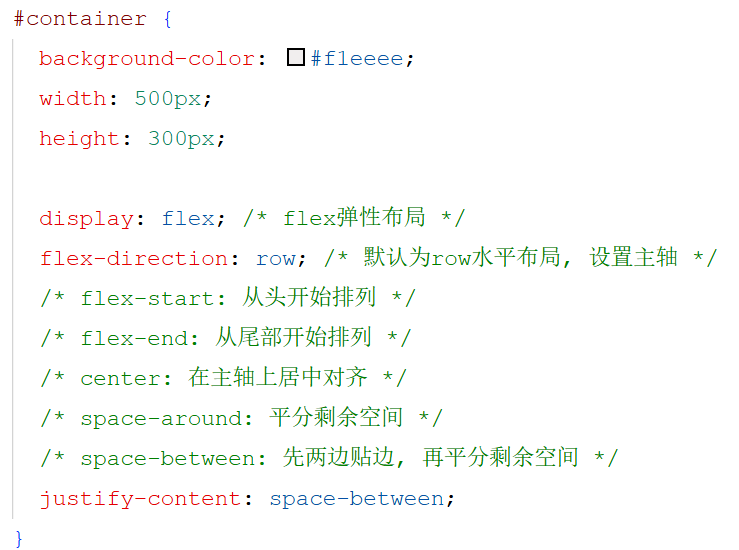 #container {
background-color: #f1eeee;
width: 500px;
height: 300px;
display: flex; /* flex弹性布局 */
flex-direction: row; /* 默认为row水平布局, 设置主轴 */
/* flex-start: 从头开始排列 */
/* flex-end: 从尾部开始排列 */
/* center: 在主轴上居中对齐 */
/* space-around: 平分剩余空间 */
/* space-between: 先两边贴边, 再平分剩余空间 */
justify-content: space-between;
}